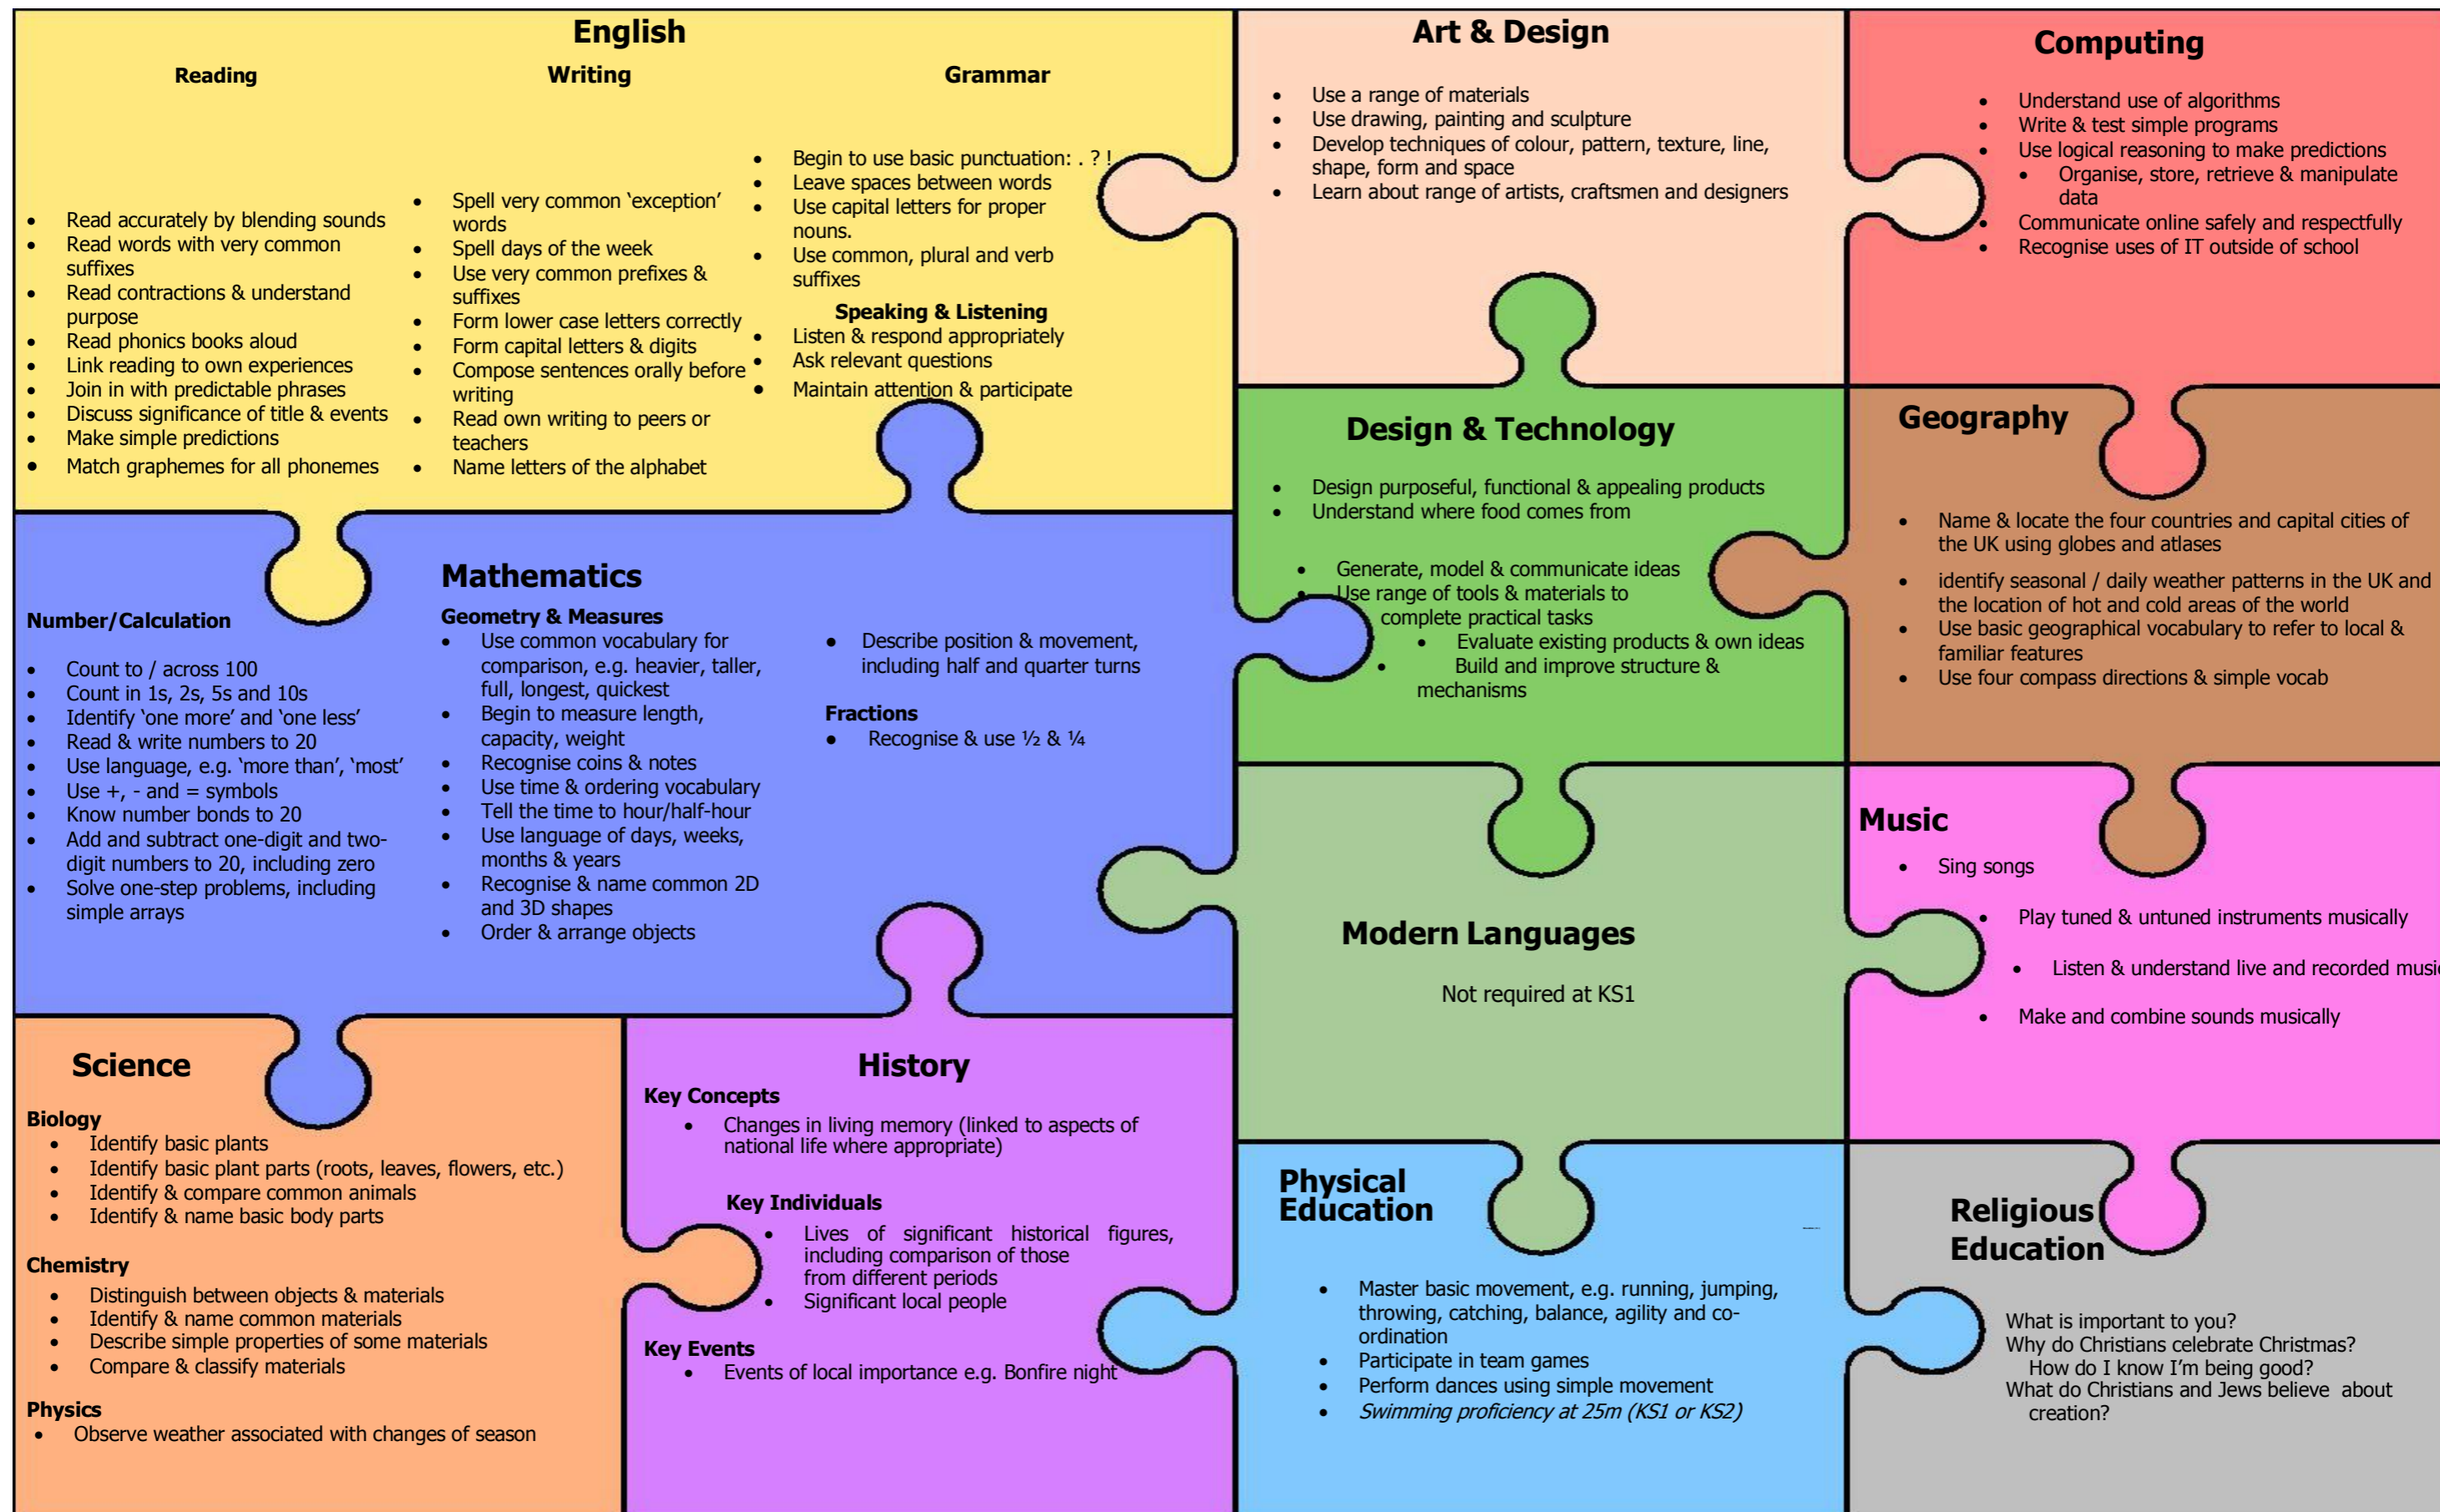 English
Reading
• Read accurately by blending sounds
• Read words with very common
suffixes
• Read contractions & understand
purpose
• Read phonics books aloud
• Link reading to own experiences
• Join in with predictable phrases
• Discuss significance of title & events
• Make simple predictions
• Match graphemes for all phonemes
Writing
• Spell very common ‘exception’
words
• Spell days of the week
• Use very common prefixes &
suffixes
• Form lower case letters correctly
• Form capital letters & digits
• Compose sentences orally before
writing
• Read own writing to peers or
teachers
• Name letters of the alphabet
Grammar
• Begin to use basic punctuation: . ? !
• Leave spaces between words
• Use capital letters for proper
nouns.
• Use common, plural and verb
suffixes
Speaking & Listening
• Listen & respond appropriately
• Ask relevant questions
• Maintain attention & participate
Art & Design
• Use a range of materials
• Use drawing, painting and sculpture
• Develop techniques of colour, pattern, texture, line,
shape, form and space
• Learn about range of artists, craftsmen and designers
Computing
• Understand use of algorithms
• Write & test simple programs
• Use logical reasoning to make predictions
• Organise, store, retrieve & manipulate
data
• Communicate online safely and respectfully
• Recognise uses of IT outside of school
Mathematics
Number/Calculation
• Count to / across 100
• Count in 1s, 2s, 5s and 10s
• Identify ‘one more’ and ‘one less’
• Read & write numbers to 20
• Use language, e.g. ‘more than’, ‘most’
• Use +, - and = symbols
• Know number bonds to 20
• Add and subtract one-digit and two-
digit numbers to 20, including zero
• Solve one-step problems, including
simple arrays
Geometry & Measures
• Use common vocabulary for
comparison, e.g. heavier, taller,
full, longest, quickest
• Begin to measure length,
capacity, weight
• Recognise coins & notes
• Use time & ordering vocabulary
• Tell the time to hour/half-hour
• Use language of days, weeks,
months & years
• Recognise & name common 2D
and 3D shapes
• Order & arrange objects
• Describe position & movement,
including half and quarter turns
Fractions
• Recognise & use ½ & ¼
Design & Technology
• Design purposeful, functional & appealing products
• Understand where food comes from
• Generate, model & communicate ideas
• Use range of tools & materials to
complete practical tasks
• Evaluate existing products & own ideas
• Build and improve structure &
mechanisms
Geography
• Name & locate the four countries and capital cities of
the UK using globes and atlases
• identify seasonal / daily weather patterns in the UK and
the location of hot and cold areas of the world
• Use basic geographical vocabulary to refer to local &
familiar features
• Use four compass directions & simple vocab
Modern Languages
Not required at KS1
Music
• Sing songs
• Play tuned & untuned instruments musically
• Listen & understand live and recorded music
• Make and combine sounds musically
Science
Biology
• Identify basic plants
• Identify basic plant parts (roots, leaves, flowers, etc.)
• Identify & compare common animals
• Identify & name basic body parts
Chemistry
• Distinguish between objects & materials
• Identify & name common materials
• Describe simple properties of some materials
• Compare & classify materials
Physics
• Observe weather associated with changes of season
History
Key Concepts
• Changes in living memory (linked to aspects of
national life where appropriate)
Key Individuals
• Lives of significant historical figures,
including comparison of those
from different periods
• Significant local people
Key Events
• Events of local importance e.g. Bonfire night
Physical
Education
• Master basic movement, e.g. running, jumping,
throwing, catching, balance, agility and co-
ordination
• Participate in team games
• Perform dances using simple movement
• Swimming proficiency at 25m (KS1 or KS2)
Religious
Education
What is important to you?
Why do Christians celebrate Christmas?
How do I know I’m being good?
What do Christians and Jews believe about
creation?